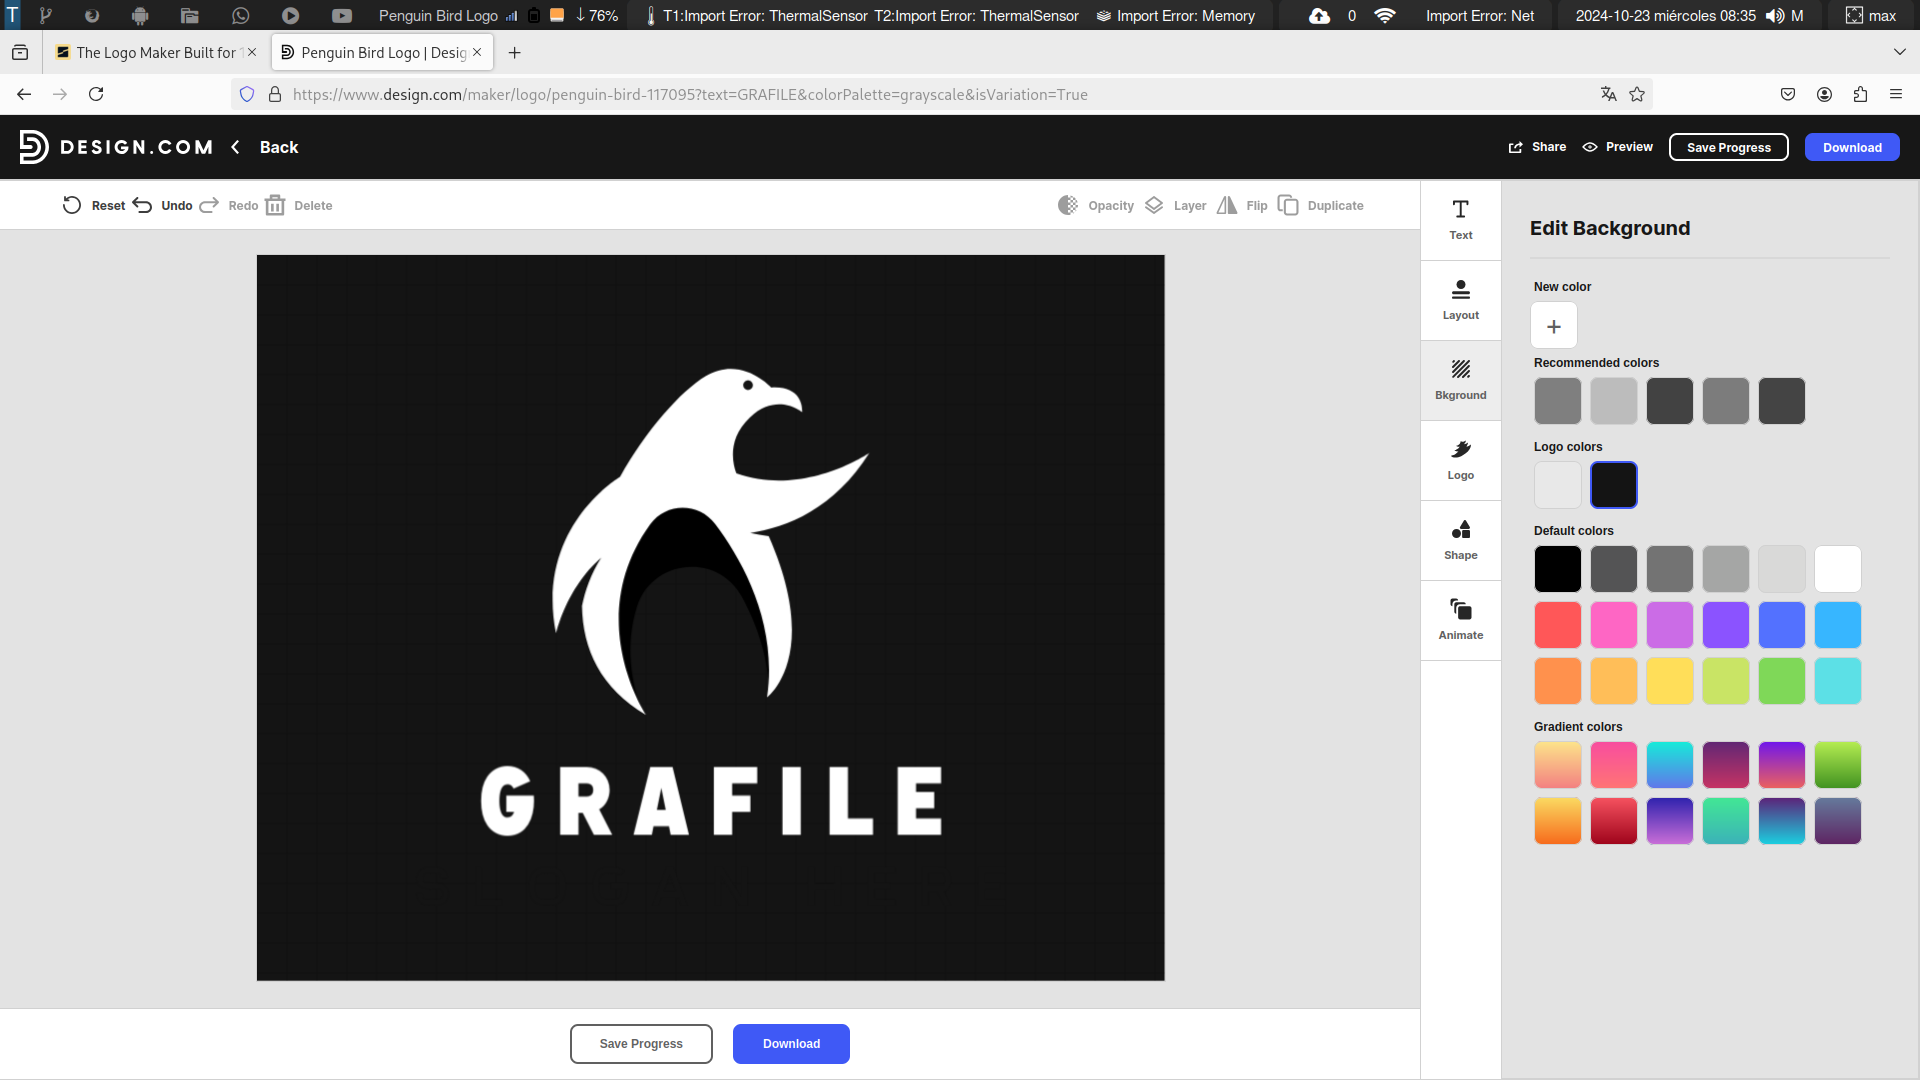 T Penguin Bird Logo 76% T1:Import Error: ThermalSensor T2:Import Error: ThermalSensor Import Error: Memory 0 Import Error: Net 2024-10-23 miércoles 08:35 M max
The Logo Maker Built for Penguin Bird Logo | Desig
https://www.design.com/maker/logo/penguin-bird-117095?text=GRAFILE&colorPalette=grayscale&isVariation=True
DESIGN.COM Back Share Preview Save Progress Download
Reset Undo Redo Delete Opacity Layer Flip Duplicate
Text
Layout
Bkground
Logo
Shape
Animate
Edit Background
New color
+
Recommended colors
Logo colors
Default colors
Gradient colors
GRAFILE
Save Progress Download